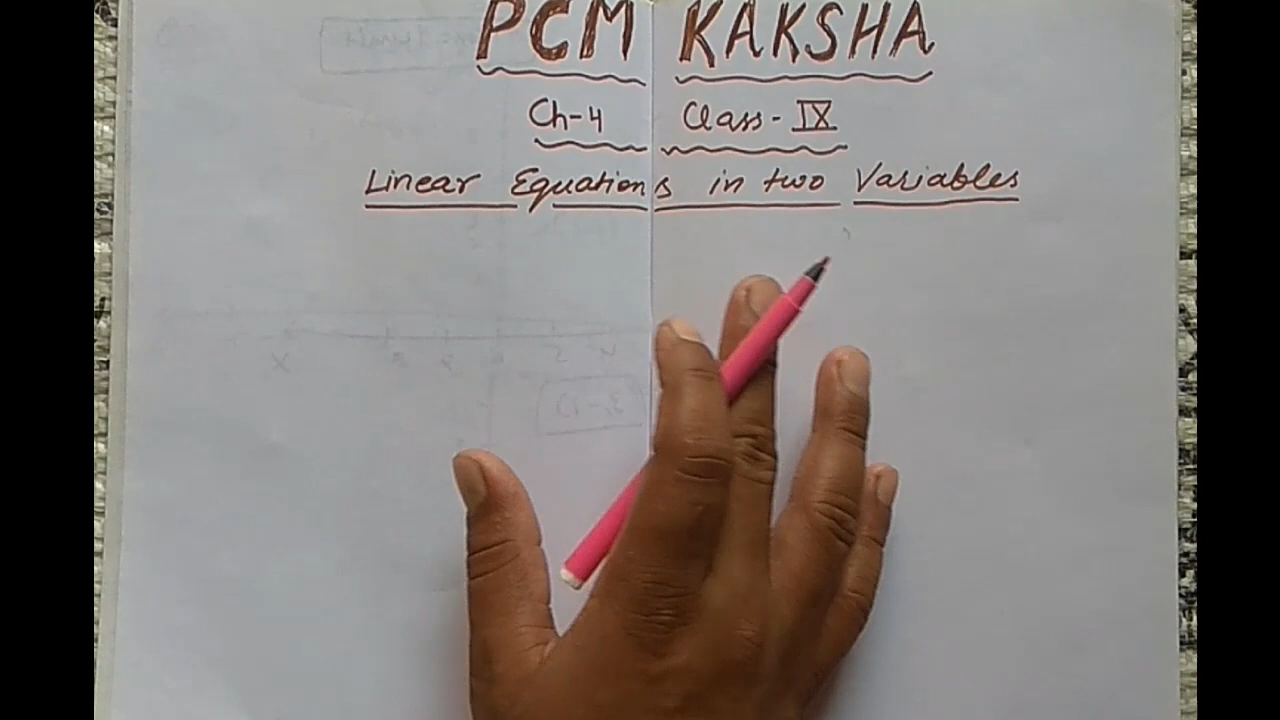 PCM KAKSHA
Ch-4 Class-IX
Linear Equations in two Variables